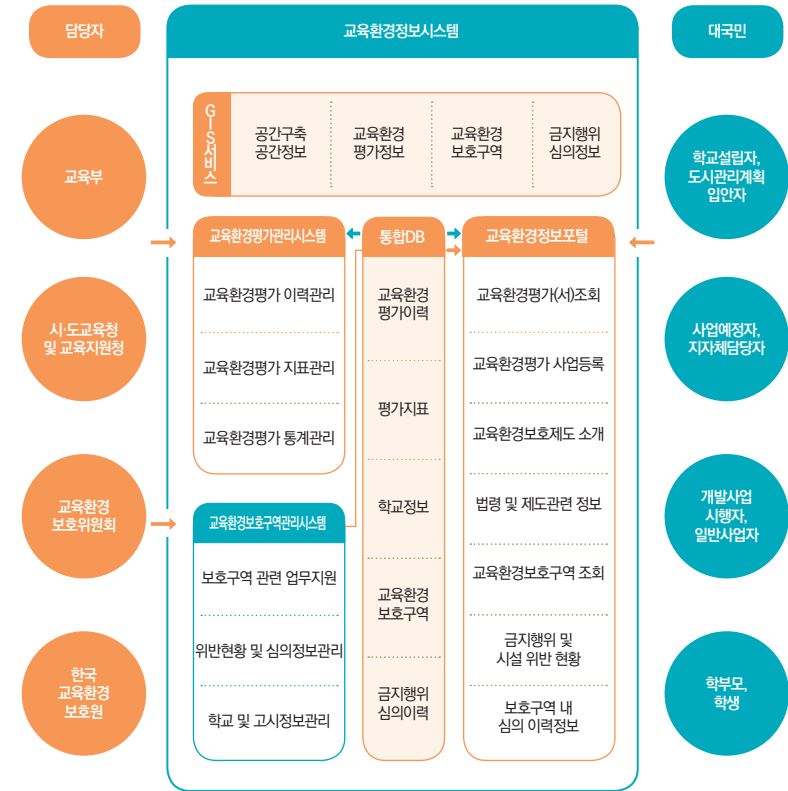 담당자
교육환경정보시스템
대국민
교육부
시·도교육청
및 교육지원청
교육환경
보호위원회
한국
교육환경
보호원
GIS서비스
공간구축
공간정보
교육환경
평가정보
교육환경
보호구역
금지행위
심의정보
교육환경평가관리시스템
교육환경평가 이력관리
교육환경평가 지표관리
교육환경평가 통계관리
교육환경보호구역관리시스템
보호구역 관련 업무지원
위반현황 및 심의정보관리
학교 및 고시정보관리
통합DB
교육환경
평가이력
평가지표
학교정보
교육환경
보호구역
금지행위
심의이력
교육환경정보포털
교육환경평가(서)조회
교육환경평가 사업등록
교육환경보호제도 소개
법령 및 제도관련 정보
교육환경보호구역 조회
금지행위 및
시설 위반 현황
보호구역 내
심의 이력정보
학교설립자,
도시관리계획
입안자
사업예정자,
지자체담당자
개발사업
시행자,
일반사업자
학부모,
학생